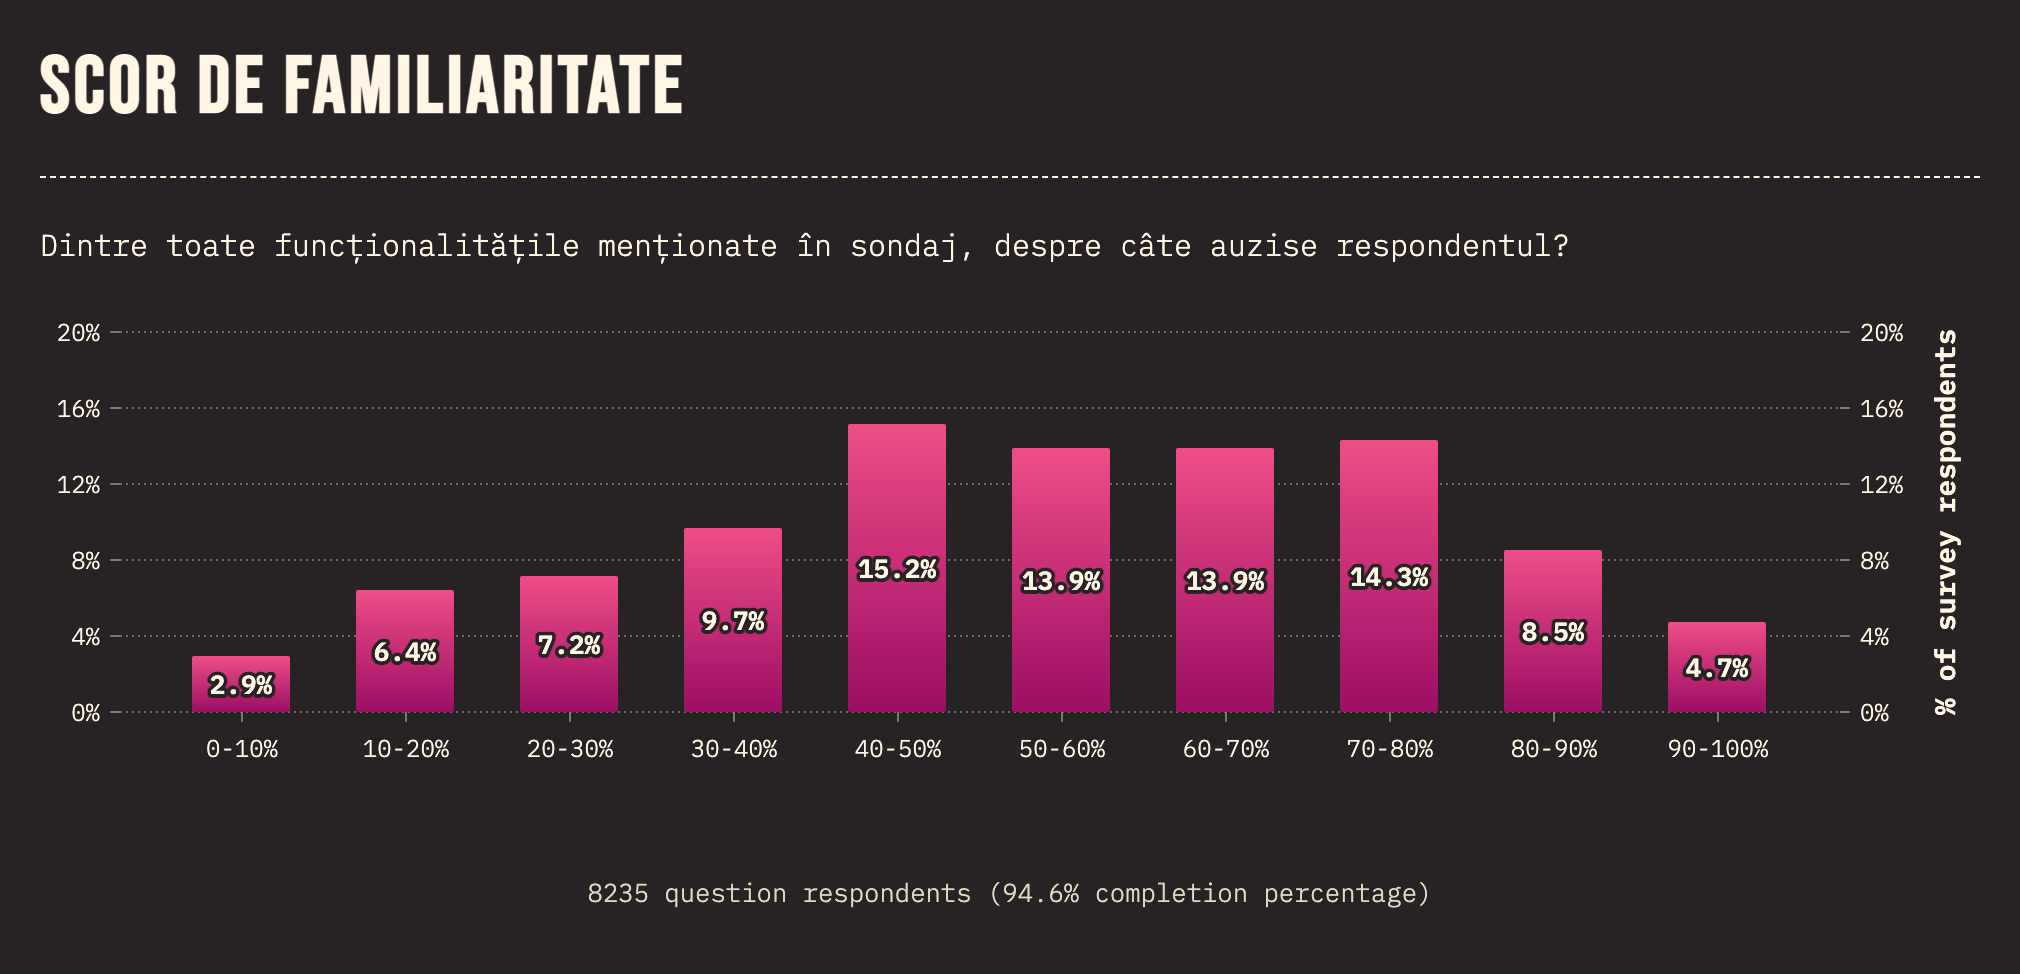 SCOR DE FAMILIARITATE
Dintre toate funcționalitățile menționate în sondaj, despre câte auzise respondentul?
20% 20%
16% 16%
12% 12%
8% 8%
4% 4%
0% 0%
% of survey respondents
2.9% 6.4% 7.2% 9.7% 15.2% 13.9% 13.9% 14.3% 8.5% 4.7%
0-10% 10-20% 20-30% 30-40% 40-50% 50-60% 60-70% 70-80% 80-90% 90-100%
8235 question respondents (94.6% completion percentage)